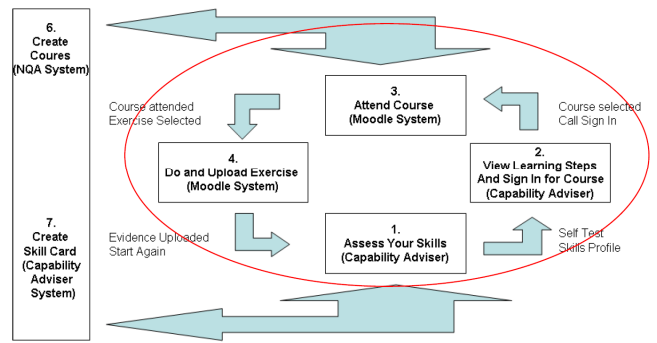 6.
Create
Coures
(NQA System)
7.
Create
Skill Card
(Capability
Adviser
System)
3.
Attend Course
(Moodle System)
Course attended
Exercise Selected
Course selected
Call Sign In
4.
Do and Upload Exercise
(Moodle System)
2.
View Learning Steps
And Sign In for Course
(Capability Adviser)
1.
Assess Your Skills
(Capability Adviser)
Evidence Uploaded
Start Again
Self Test
Skills Profile